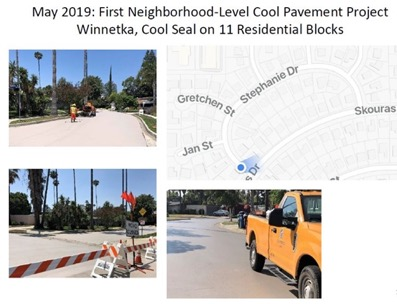 May 2019: First Neighborhood-Level Cool Pavement Project
Winnetka, Cool Seal on 11 Residential Blocks
Stephanie Dr
Gretchen St
Skouras
Jan St
s Dr